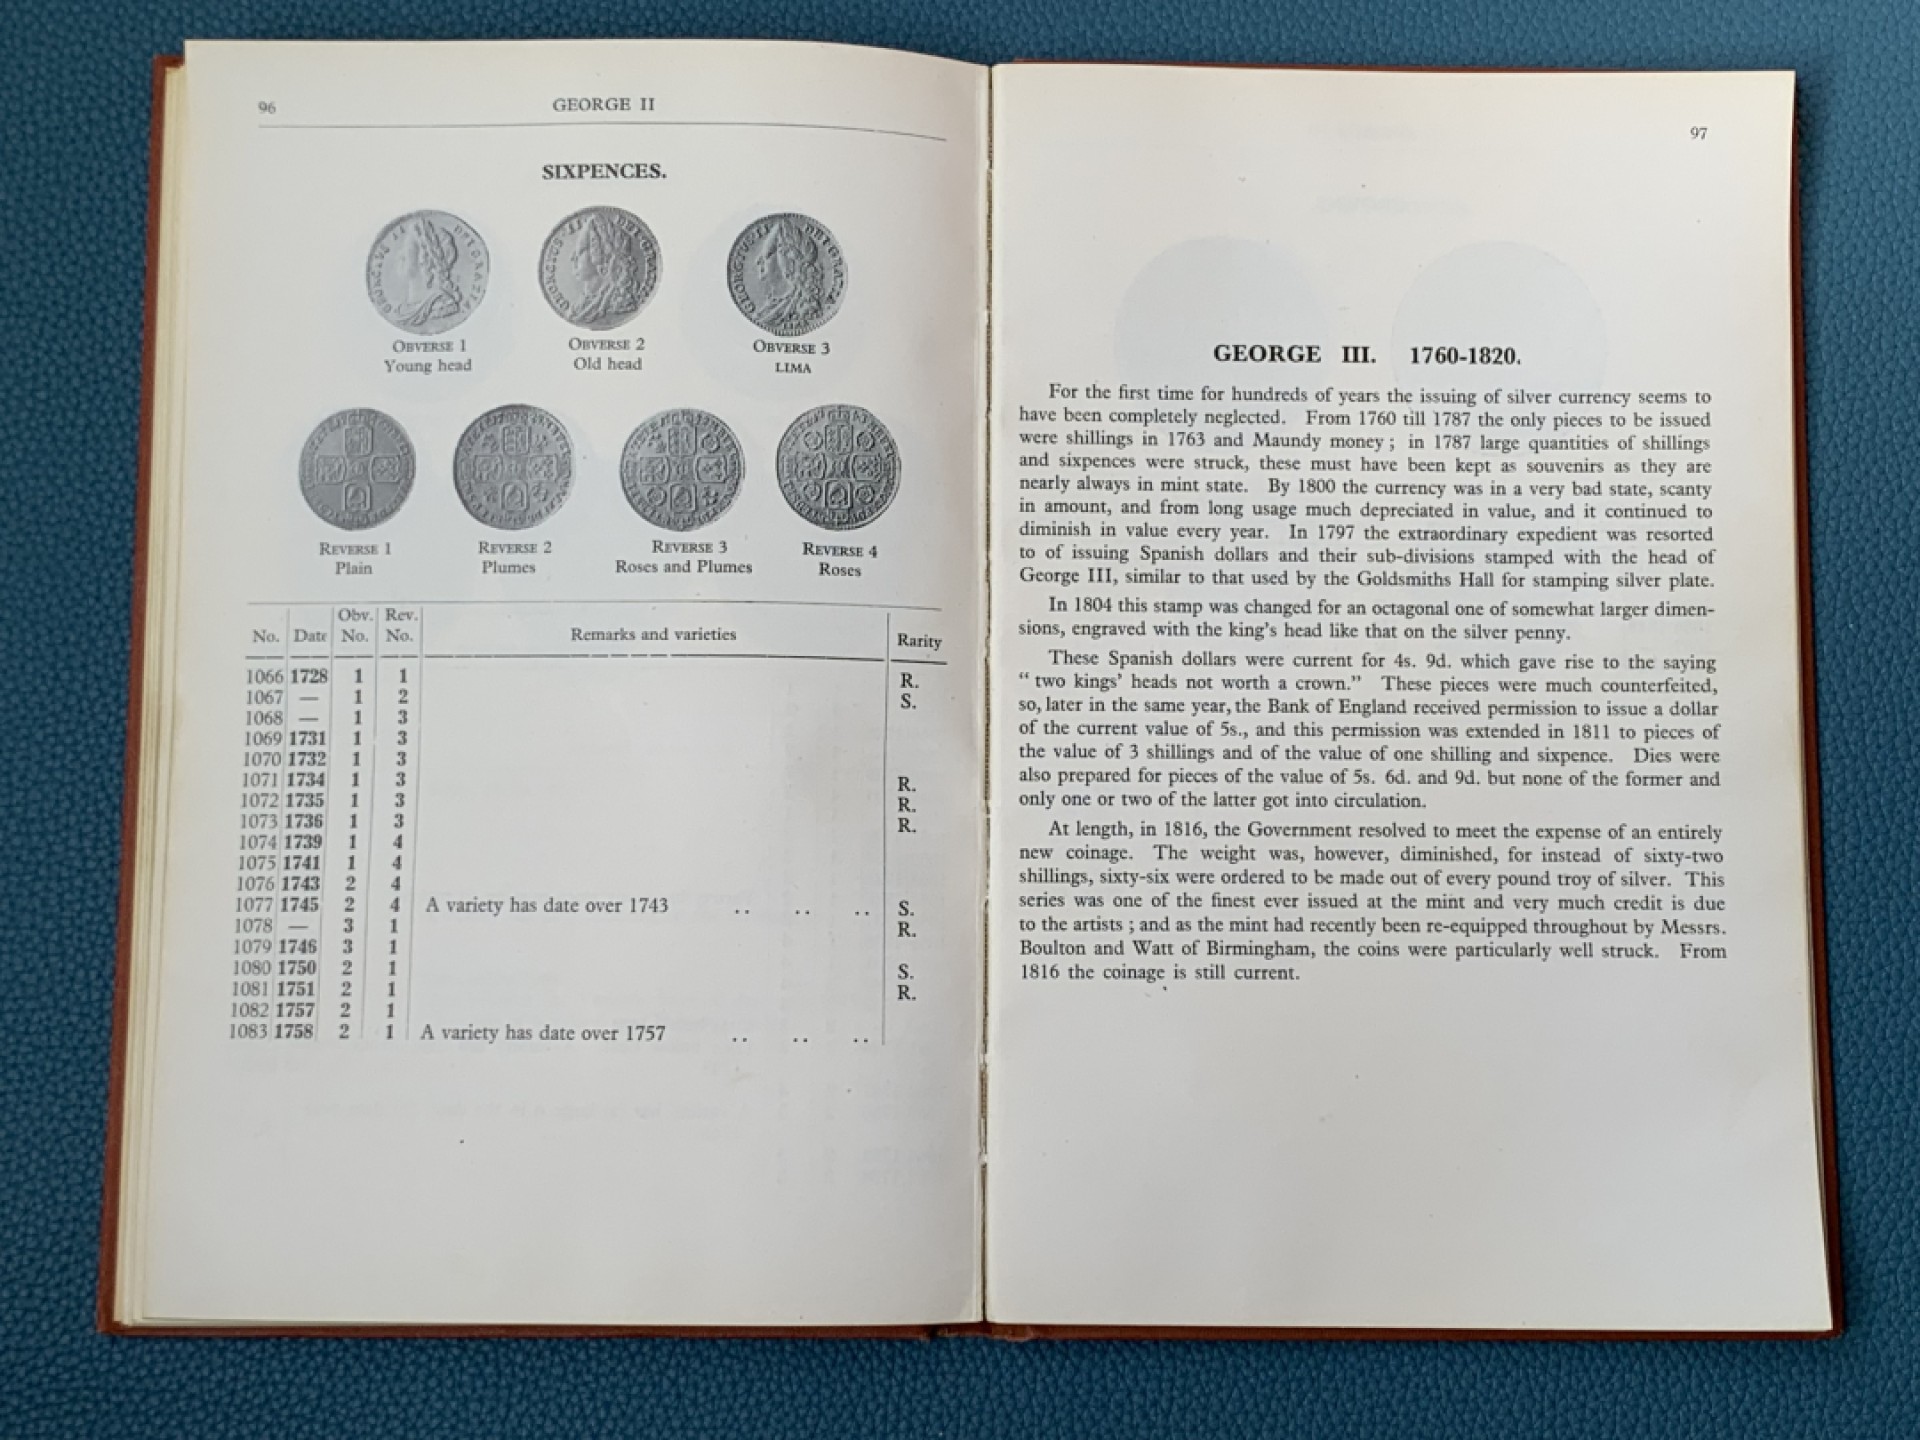 96
GEORGE II
SIXPENCES.
OBVERSE 1
Young head
OBVERSE 2
Old head
OBVERSE 3
LIMA
REVERSE 1
Plain
REVERSE 2
Plumes
REVERSE 3
Roses and Plumes
REVERSE 4
Roses
No. Date Obv. No. Rev. No. Remarks and varieties Rarity
1066 1728 1 1 R.
1067 — 1 2 S.
1068 — 1 3
1069 1731 1 3
1070 1732 1 3
1071 1734 1 3 R.
1072 1735 1 3 R.
1073 1736 1 3 R.
1074 1739 1 4
1075 1741 1 4
1076 1743 2 4
1077 1745 2 4 A variety has date over 1743 .. .. .. S.
1078 — 3 1 R.
1079 1746 3 1
1080 1750 2 1 S.
1081 1751 2 1 R.
1082 1757 2 1
1083 1758 2 1 A variety has date over 1757 .. .. ..
97
GEORGE III. 1760-1820.
For the first time for hundreds of years the issuing of silver currency seems to
have been completely neglected. From 1760 till 1787 the only pieces to be issued
were shillings in 1763 and Maundy money; in 1787 large quantities of shillings
and sixpences were struck, these must have been kept as souvenirs as they are
nearly always in mint state. By 1800 the currency was in a very bad state, scanty
in amount, and from long usage much depreciated in value, and it continued to
diminish in value every year. In 1797 the extraordinary expedient was resorted
to of issuing Spanish dollars and their sub-divisions stamped with the head of
George III, similar to that used by the Goldsmiths Hall for stamping silver plate.
In 1804 this stamp was changed for an octagonal one of somewhat larger dimen-
sions, engraved with the king's head like that on the silver penny.
These Spanish dollars were current for 4s. 9d. which gave rise to the saying
"two kings' heads not worth a crown." These pieces were much counterfeited,
so, later in the same year, the Bank of England received permission to issue a dollar
of the current value of 5s., and this permission was extended in 1811 to pieces of
the value of 3 shillings and of the value of one shilling and sixpence. Dies were
also prepared for pieces of the value of 5s. 6d. and 9d. but none of the former and
only one or two of the latter got into circulation.
At length, in 1816, the Government resolved to meet the expense of an entirely
new coinage. The weight was, however, diminished, for instead of sixty-two
shillings, sixty-six were ordered to be made out of every pound troy of silver. This
series was one of the finest ever issued at the mint and very much credit is due
to the artists; and as the mint had recently been re-equipped throughout by Messrs.
Boulton and Watt of Birmingham, the coins were particularly well struck. From
1816 the coinage is still current.